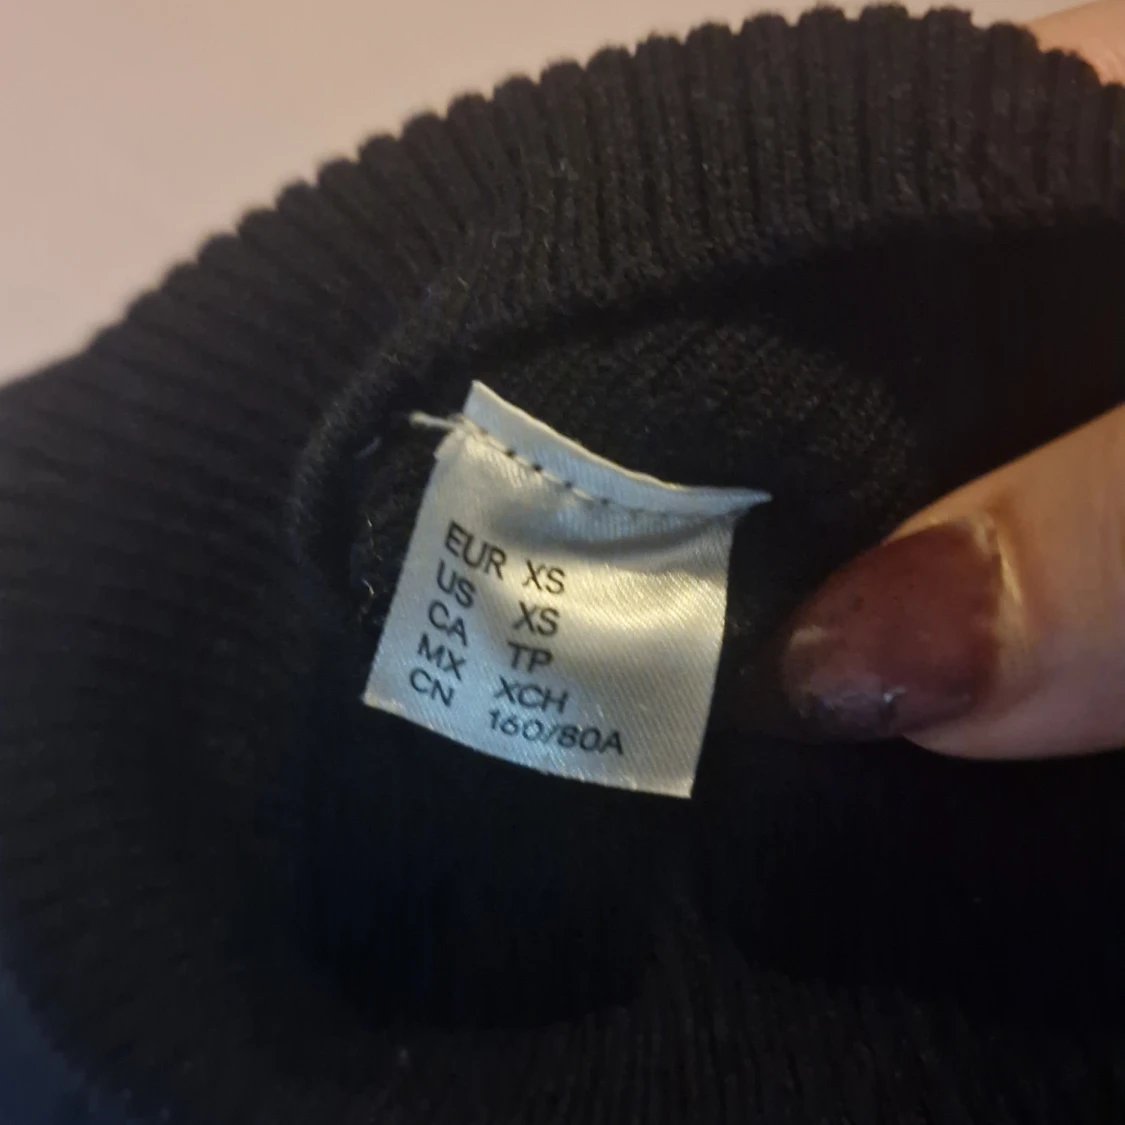 EUR XS
US XS
CA TP
MX XCH
CN 160/80A